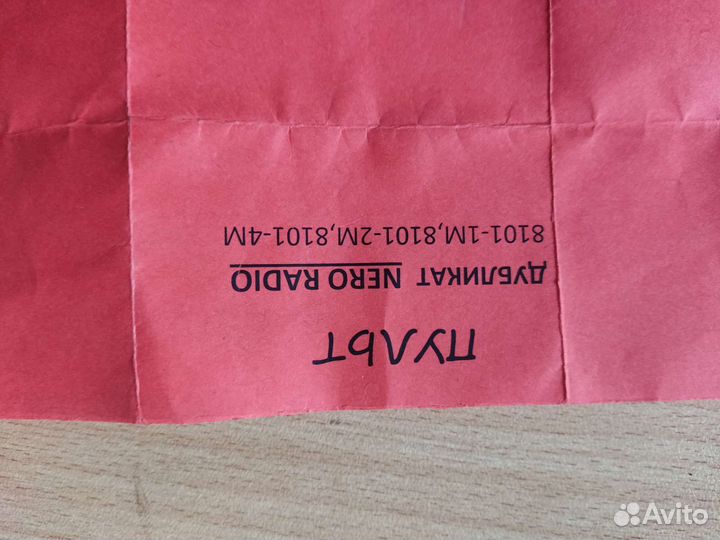 ПУЛЬТ
ДУБЛИКАТ NERO RADIO
8101-1M,8101-2M,8101-4M
Avito